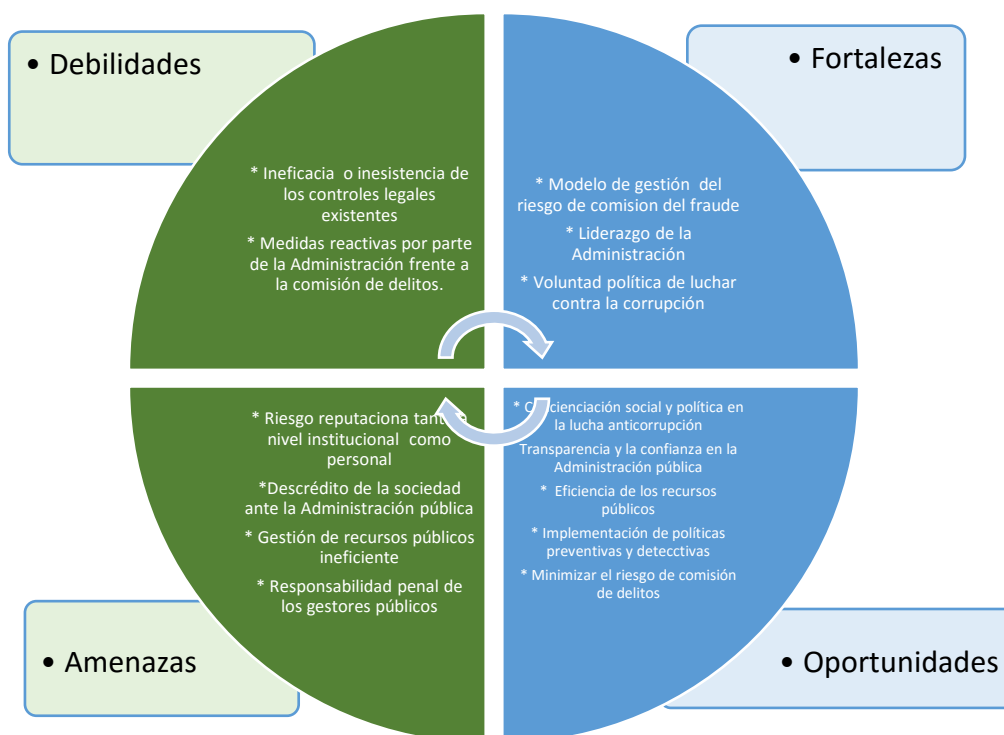 • Debilidades
* Ineficacia o inesistencia de
los controles legales
existentes
* Medidas reactivas por parte
de la Administración frente a
la comisión de delitos.
• Fortalezas
* Modelo de gestión del
riesgo de comision del fraude
* Liderazgo de la
Administración
* Voluntad política de luchar
contra la corrupción
* Riesgo reputaciona
nivel institucional como
personal
*Descrédito de la sociedad
ante la Administración pública
* Gestión de recursos públicos
ineficiente
* Responsabilidad penal de
los gestores públicos
• Amenazas
* social y política en
la lucha anticorrupción
Transparencia y la confianza en la
Administración pública
* Eficiencia de los recursos
públicos
* Implementación de políticas
preventivas y detecctivas
* Minimizar el riesgo de comisión
de delitos
• Oportunidades